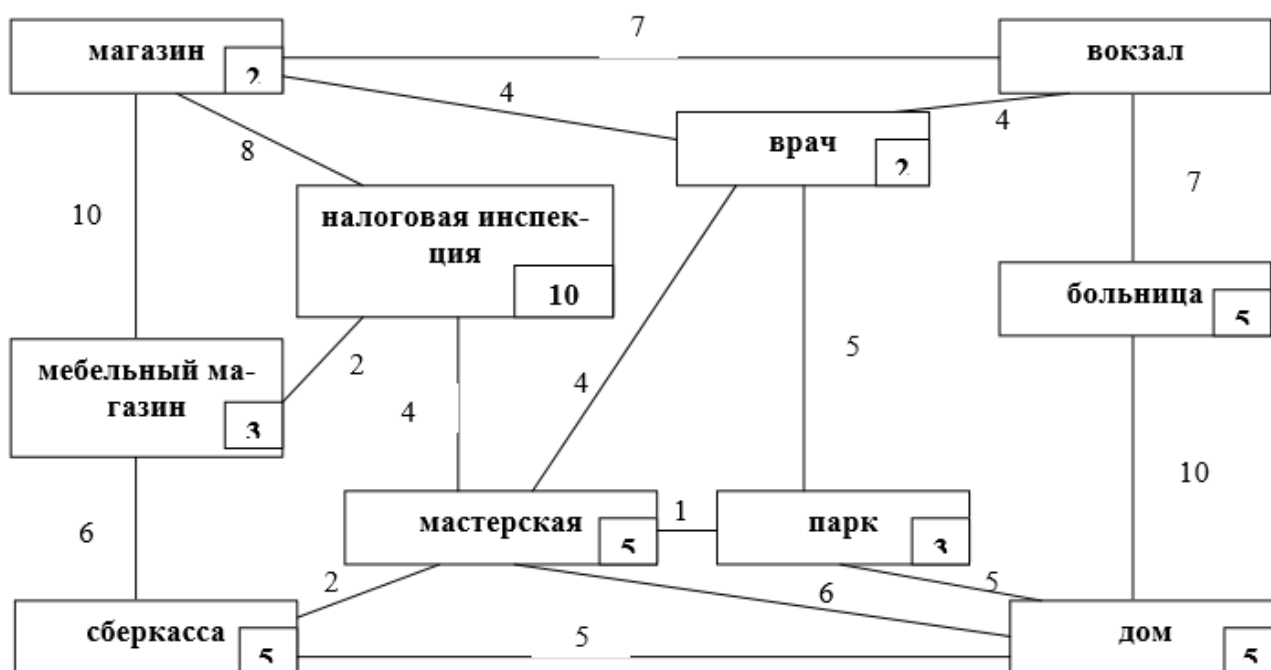 7
магазин
2
вокзал
4
4
врач
2
8
7
10
налоговая инспек-
ция
10
больница
5
5
мебельный ма-
газин
3
2
4
4
10
мастерская
5
1
парк
3
6
2
6
5
сберкасса
5
5
дом
5